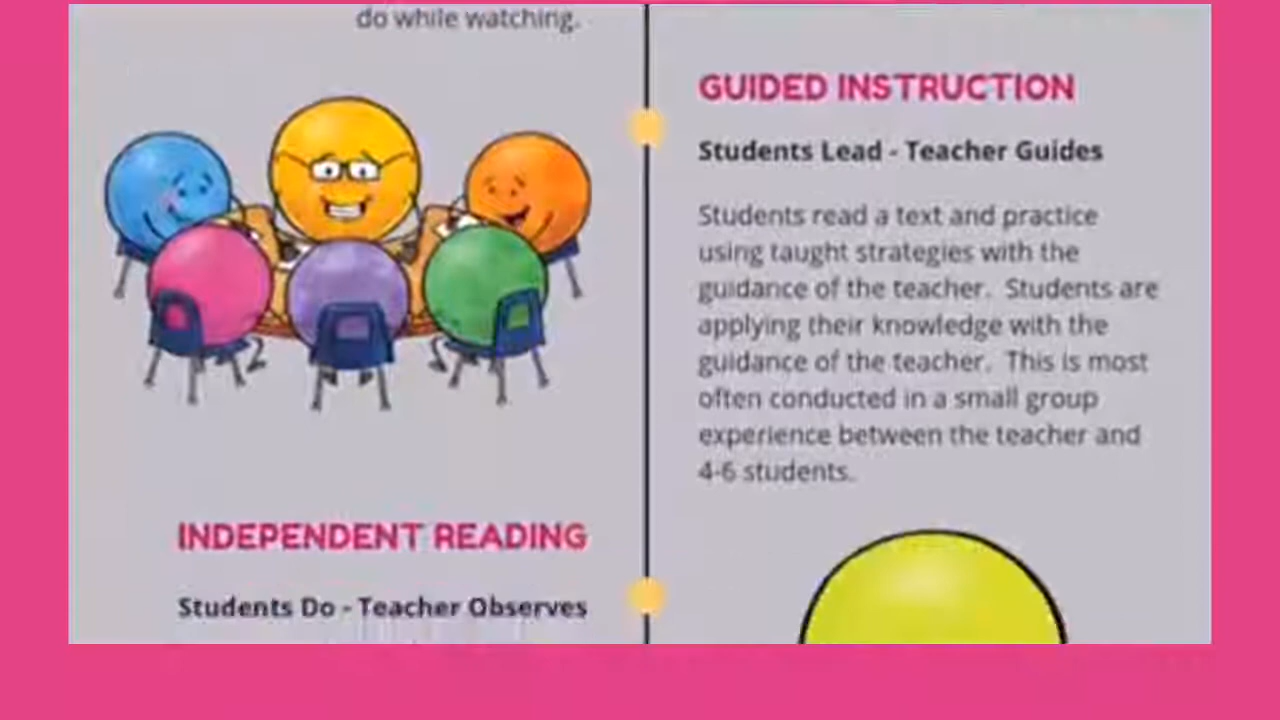 do while watching.
GUIDED INSTRUCTION
Students Lead - Teacher Guides
Students read a text and practice
using taught strategies with the
guidance of the teacher.  Students are
applying their knowledge with the
guidance of the teacher.  This is most
often conducted in a small group
experience between the teacher and
4-6 students.
INDEPENDENT READING
Students Do - Teacher Observes